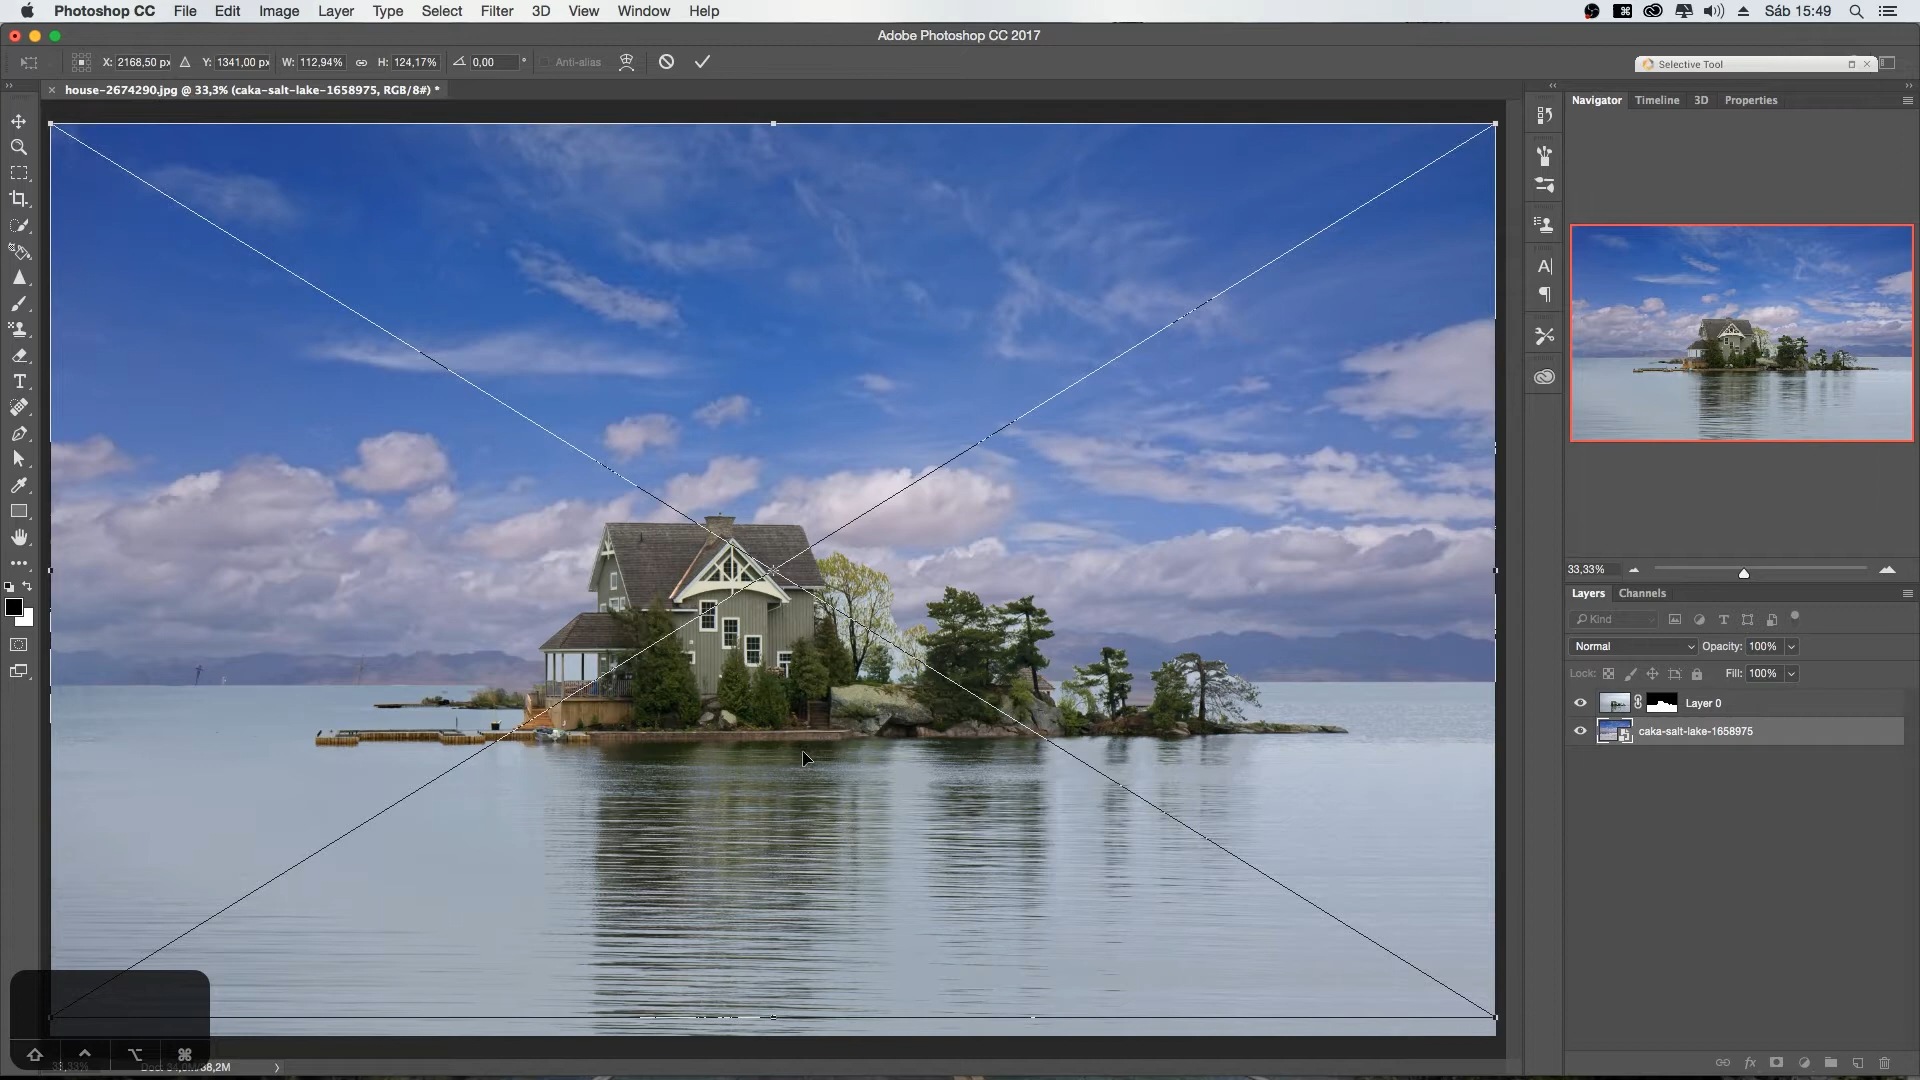 Photoshop CC File Edit Image Layer Type Select Filter 3D View Window Help Sáb 15:49
Adobe Photoshop CC 2017
X: 2168,50 px Y: 1341,00 px W: 112,94% H: 124,17% 0,00 ° Anti-alias
Selective Tool
house-2674290.jpg @ 33,3% (caka-salt-lake-1658975, RGB/8#) *
Navigator Timeline 3D Properties
33,33%
Layers Channels
Kind
Normal Opacity: 100%
Lock: Fill: 100%
Layer 0
caka-salt-lake-1658975